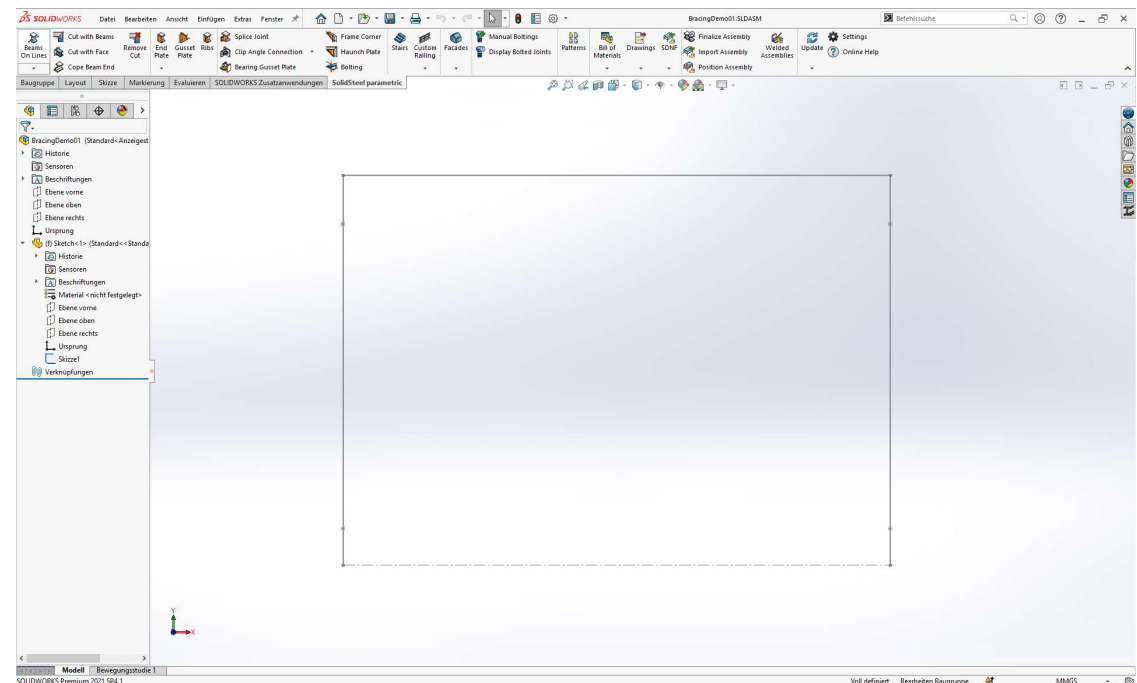 SOLIDWORKS Datei Bearbeiten Ansicht Einfügen Extras Fenster BracingDemo01.SLDASM Befehlssuche
Beams On Lines
Cut with Beams
Cut with Face
Cope Beam End
Remove Cut
End Plate
Gusset Plate
Ribs
Splice Joint
Clip Angle Connection
Bearing Gusset Plate
Frame Corner
Haunch Plate
Bolting
Stairs
Custom Railing
Facades
Manual Boltings
Display Bolted Joints
Patterns
Bill of Materials
Drawings
SDNF
Finalize Assembly
Import Assembly
Position Assembly
Welded Assemblies
Update
Settings
Online Help
Baugruppe Layout Skizze Markierung Evaluieren SOLIDWORKS Zusatzanwendungen SolidSteel parametric
BracingDemo01 (Standard<Anzeigest
Historie
Sensoren
Beschriftungen
Ebene vorne
Ebene oben
Ebene rechts
Ursprung
(f) Sketch<1> (Standard<<Standa
Historie
Sensoren
Beschriftungen
Material <nicht festgelegt>
Ebene vorne
Ebene oben
Ebene rechts
Ursprung
Skizze1
Verknüpfungen
Y
X
Modell Bewegungsstudie 1
SOLIDWORKS Premium 2021 SP4.1 Voll definiert Bearbeiten Baugruppe MMGS